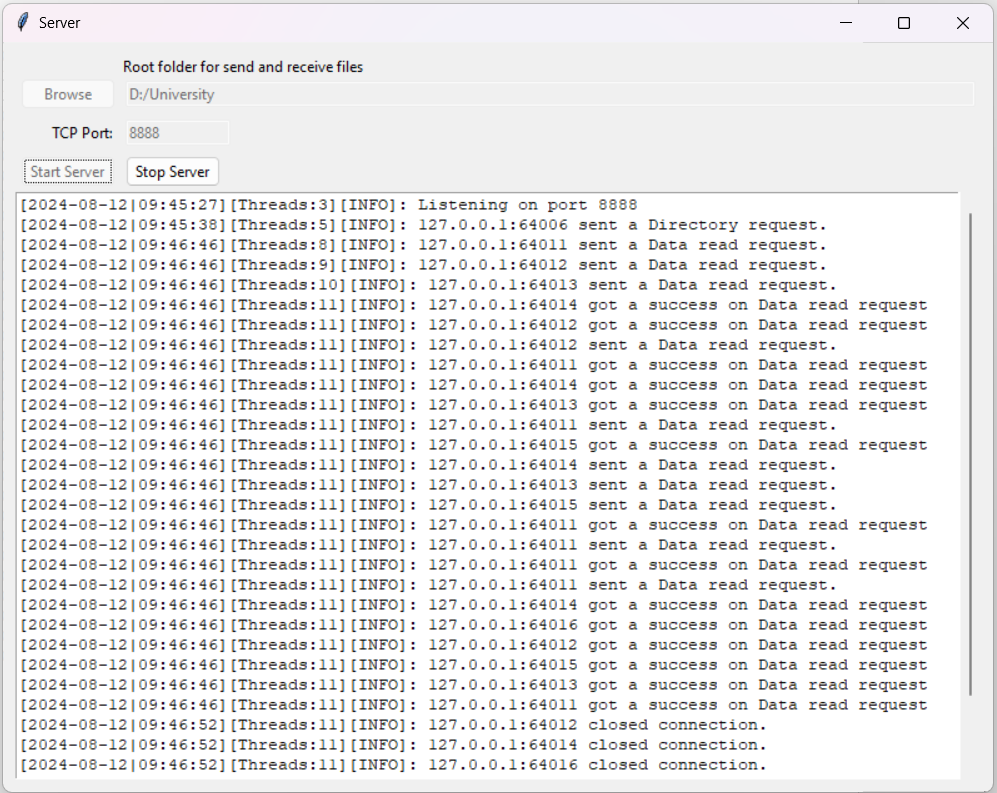 Server
Root folder for send and receive files
Browse D:/University
TCP Port: 8888
Start Server Stop Server
[2024-08-12|09:45:27][Threads:3][INFO]: Listening on port 8888
[2024-08-12|09:45:38][Threads:5][INFO]: 127.0.0.1:64006 sent a Directory request.
[2024-08-12|09:46:46][Threads:8][INFO]: 127.0.0.1:64011 sent a Data read request.
[2024-08-12|09:46:46][Threads:9][INFO]: 127.0.0.1:64012 sent a Data read request.
[2024-08-12|09:46:46][Threads:10][INFO]: 127.0.0.1:64013 sent a Data read request.
[2024-08-12|09:46:46][Threads:11][INFO]: 127.0.0.1:64014 got a success on Data read request
[2024-08-12|09:46:46][Threads:11][INFO]: 127.0.0.1:64012 got a success on Data read request
[2024-08-12|09:46:46][Threads:11][INFO]: 127.0.0.1:64012 sent a Data read request.
[2024-08-12|09:46:46][Threads:11][INFO]: 127.0.0.1:64011 got a success on Data read request
[2024-08-12|09:46:46][Threads:11][INFO]: 127.0.0.1:64014 got a success on Data read request
[2024-08-12|09:46:46][Threads:11][INFO]: 127.0.0.1:64013 got a success on Data read request
[2024-08-12|09:46:46][Threads:11][INFO]: 127.0.0.1:64011 sent a Data read request.
[2024-08-12|09:46:46][Threads:11][INFO]: 127.0.0.1:64015 got a success on Data read request
[2024-08-12|09:46:46][Threads:11][INFO]: 127.0.0.1:64014 sent a Data read request.
[2024-08-12|09:46:46][Threads:11][INFO]: 127.0.0.1:64013 sent a Data read request.
[2024-08-12|09:46:46][Threads:11][INFO]: 127.0.0.1:64015 sent a Data read request.
[2024-08-12|09:46:46][Threads:11][INFO]: 127.0.0.1:64011 got a success on Data read request
[2024-08-12|09:46:46][Threads:11][INFO]: 127.0.0.1:64011 sent a Data read request.
[2024-08-12|09:46:46][Threads:11][INFO]: 127.0.0.1:64011 got a success on Data read request
[2024-08-12|09:46:46][Threads:11][INFO]: 127.0.0.1:64011 sent a Data read request.
[2024-08-12|09:46:46][Threads:11][INFO]: 127.0.0.1:64014 got a success on Data read request
[2024-08-12|09:46:46][Threads:11][INFO]: 127.0.0.1:64016 got a success on Data read request
[2024-08-12|09:46:46][Threads:11][INFO]: 127.0.0.1:64012 got a success on Data read request
[2024-08-12|09:46:46][Threads:11][INFO]: 127.0.0.1:64015 got a success on Data read request
[2024-08-12|09:46:46][Threads:11][INFO]: 127.0.0.1:64013 got a success on Data read request
[2024-08-12|09:46:46][Threads:11][INFO]: 127.0.0.1:64011 got a success on Data read request
[2024-08-12|09:46:52][Threads:11][INFO]: 127.0.0.1:64012 closed connection.
[2024-08-12|09:46:52][Threads:11][INFO]: 127.0.0.1:64014 closed connection.
[2024-08-12|09:46:52][Threads:11][INFO]: 127.0.0.1:64016 closed connection.